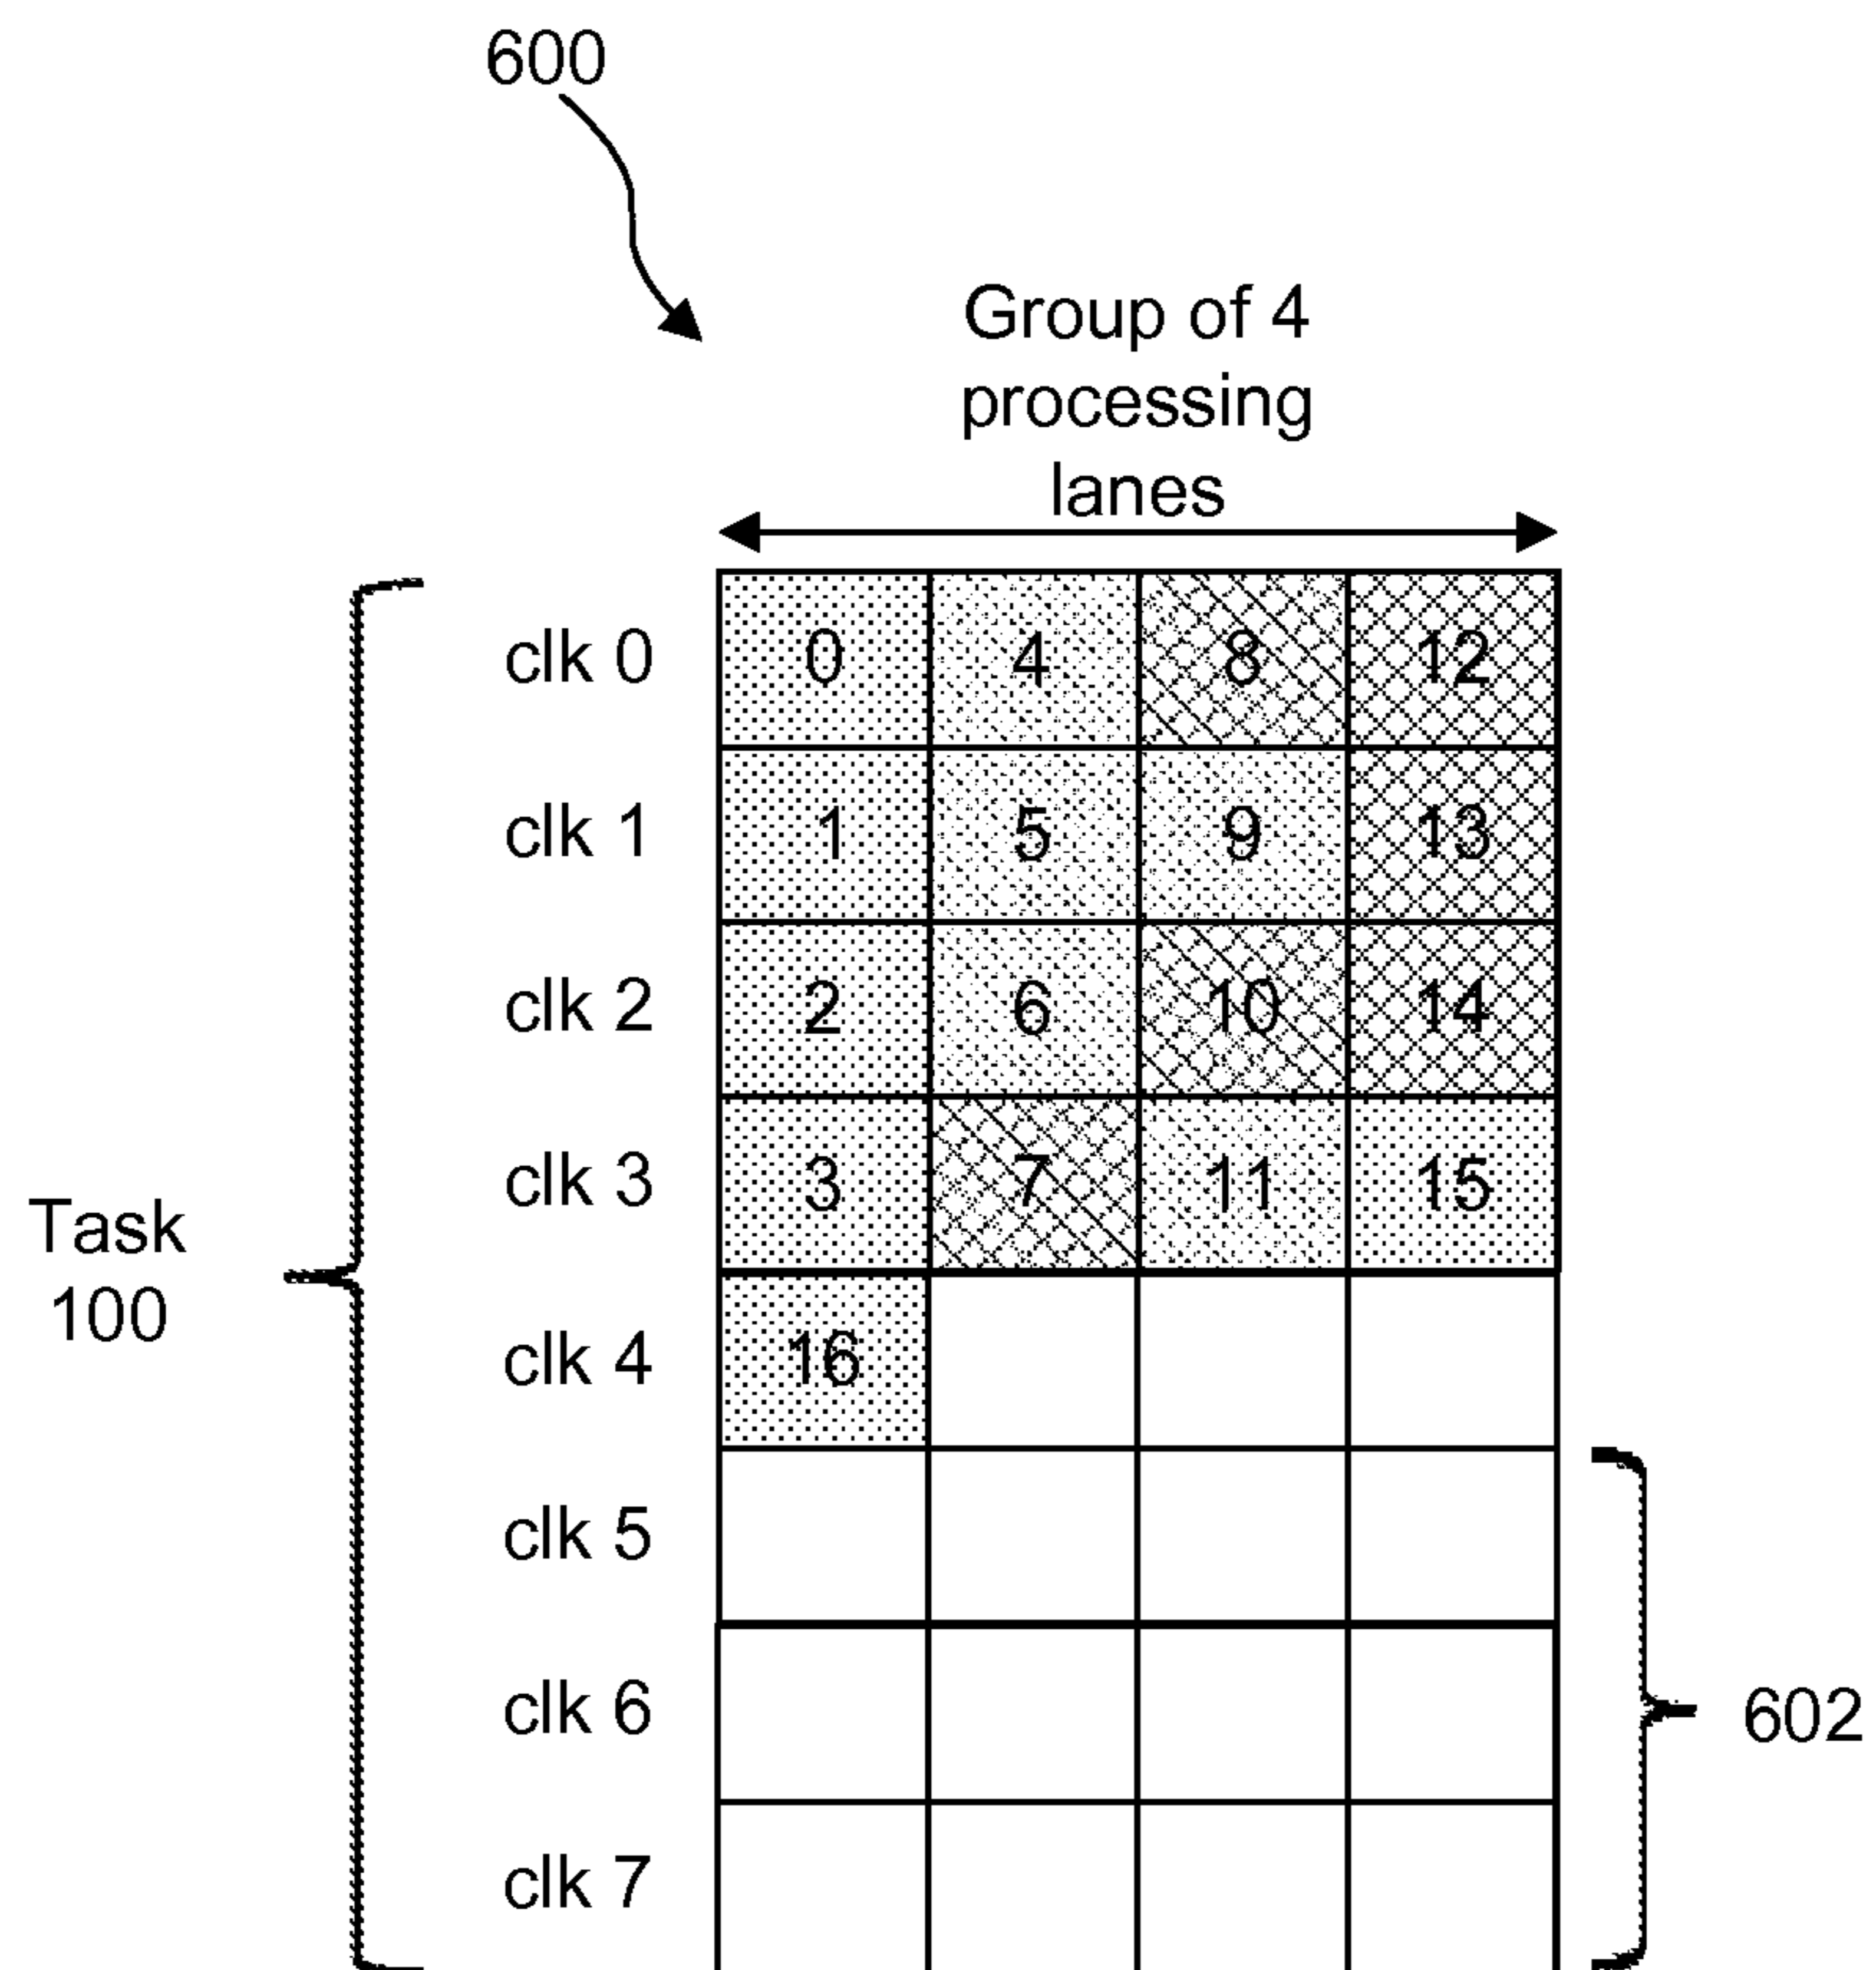 600
Group of 4
processing
lanes
clk 0 0 4 8 12
clk 1 1 5 9 13
clk 2 2 6 10 14
clk 3 3 7 11 15
Task
100
clk 4 16
clk 5
clk 6
602
clk 7